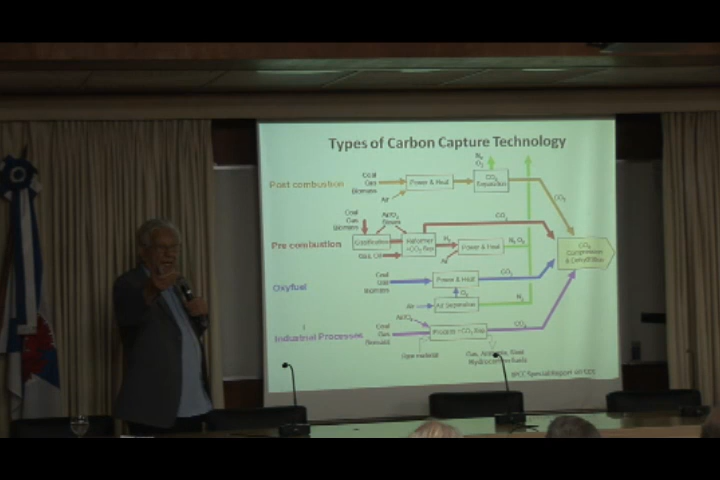 Types of Carbon Capture Technology
N₂
O₂
Post combustion
Coal
Gas
Biomass
Air
Power & Heat
CO₂
Separation
CO₂
Pre combustion
Coal
Gas
Biomass
Air/O₂
Steam
Gasification
Gas, Oil
Reformer
+CO₂ Sep
H₂
Air
Power & Heat
N₂ O₂
CO₂
CO₂
Compression
& Dehydration
Oxyfuel
Coal
Gas
Biomass
Power & Heat
CO₂
O₂
Air
Air Separation
N₂
Industrial Processes
Coal
Gas
Biomass
Air/O₂
Process +CO₂ Sep
CO₂
Raw material
Gas, Ammonia, Steel
IPCC Special Report on CCS